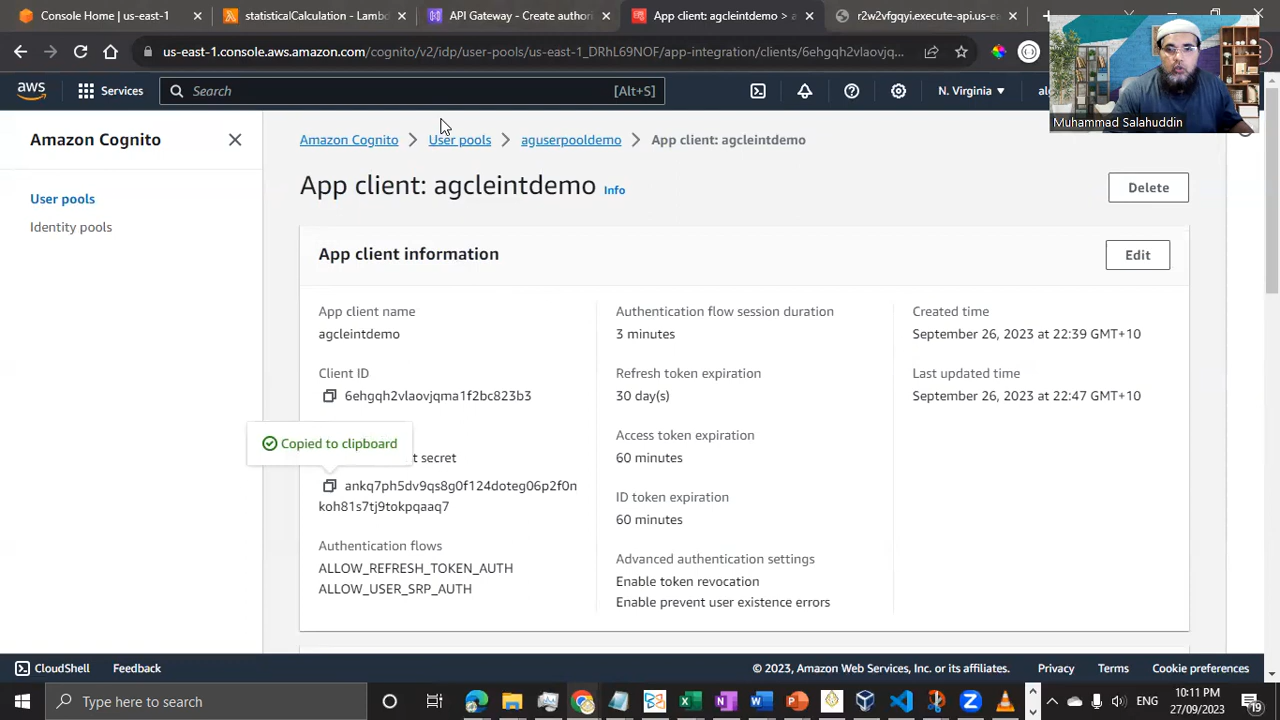 Amazon Cognito
statisticalCalculation - Lamb
API Gateway - Create authori
App client: agcleintdemo >
r2w2vfgqyi.execute-api.us-ea
us-east-1.console.aws.amazon.com/cognito/v2/idp/user-pools/us-east-1_DRhL69NOF/app-integration/clients/6ehgqh2vlaovjq...
aws
Services
Search
[Alt+S]
N. Virginia
Muhammad Salahuddin
Amazon Cognito
User pools
Identity pools
Amazon Cognito
User pools
aguserpooldemo
App client: agcleintdemo
App client: agcleintdemo Info
Delete
App client information
Edit
App client name
agcleintdemo
Client ID
6ehgqh2vlaovjqma1f2bc823b3
Copied to clipboard
t secret
ankq7ph5dv9qs8g0f124doteg06p2f0n
koh81s7tj9tokpqaaq7
Authentication flows
ALLOW_REFRESH_TOKEN_AUTH
ALLOW_USER_SRP_AUTH
Authentication flow session duration
3 minutes
Refresh token expiration
30 day(s)
Access token expiration
60 minutes
ID token expiration
60 minutes
Advanced authentication settings
Enable token revocation
Enable prevent user existence errors
Created time
September 26, 2023 at 22:39 GMT+10
Last updated time
September 26, 2023 at 22:47 GMT+10
CloudShell
Feedback
© 2023, Amazon Web Services, Inc. or its affiliates.
Privacy
Terms
Cookie preferences
Type here to search
ENG
10:11 PM
27/09/2023
19